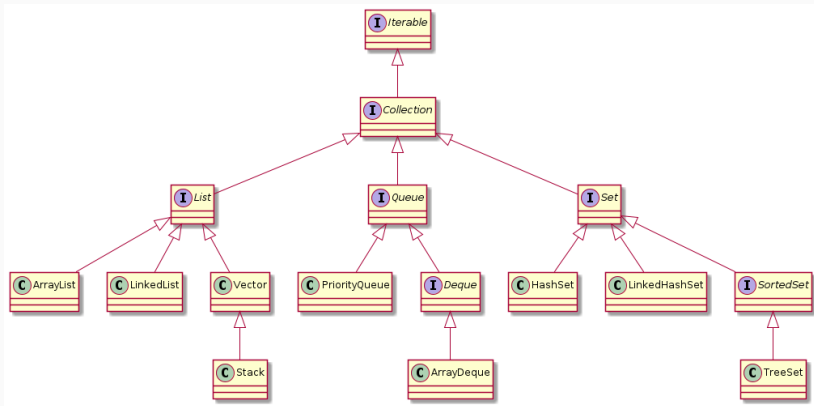 I Iterable
I Collection
I List
I Queue
I Set
C ArrayList
C LinkedList
C Vector
C PriorityQueue
I Deque
C HashSet
C LinkedHashSet
I SortedSet
C Stack
C ArrayDeque
C TreeSet